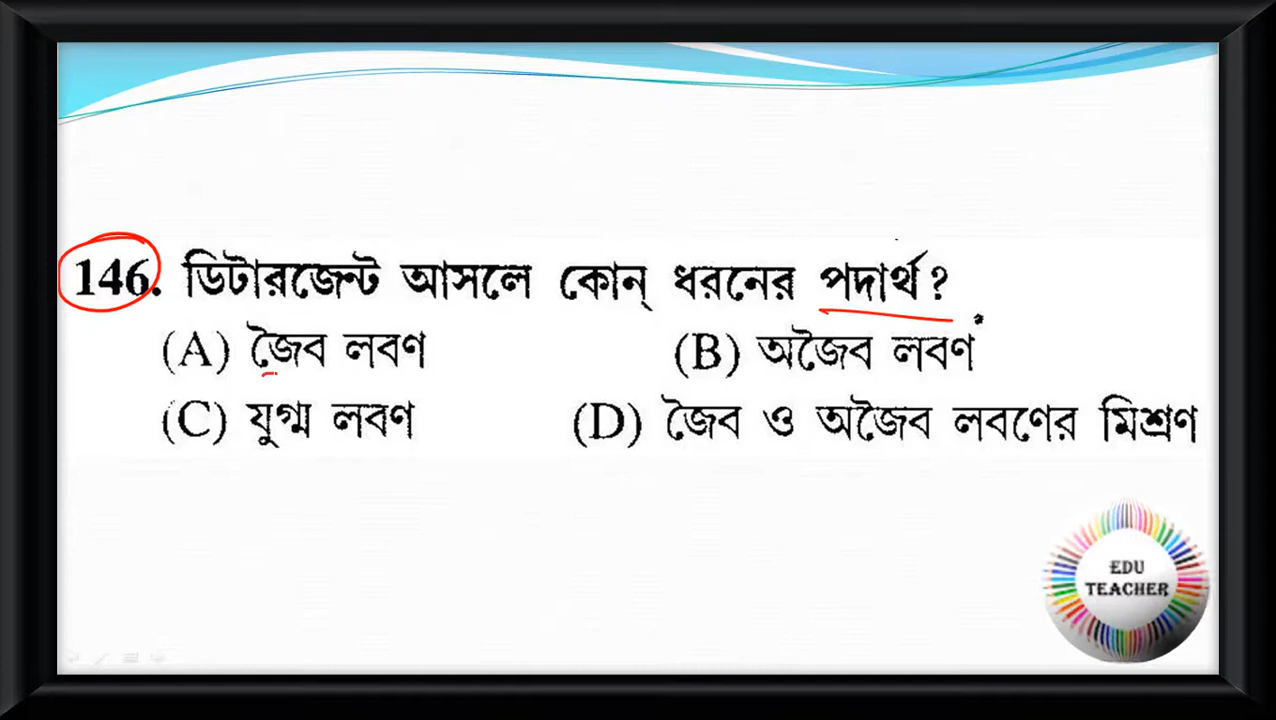 146. ডিটারজেন্ট আসলে কোন্ ধরনের পদার্থ?
(A) জৈব লবণ (B) অজৈব লবণ
(C) যুগ্ম লবণ (D) জৈব ও অজৈব লবণের মিশ্রণ
EDU
TEACHER